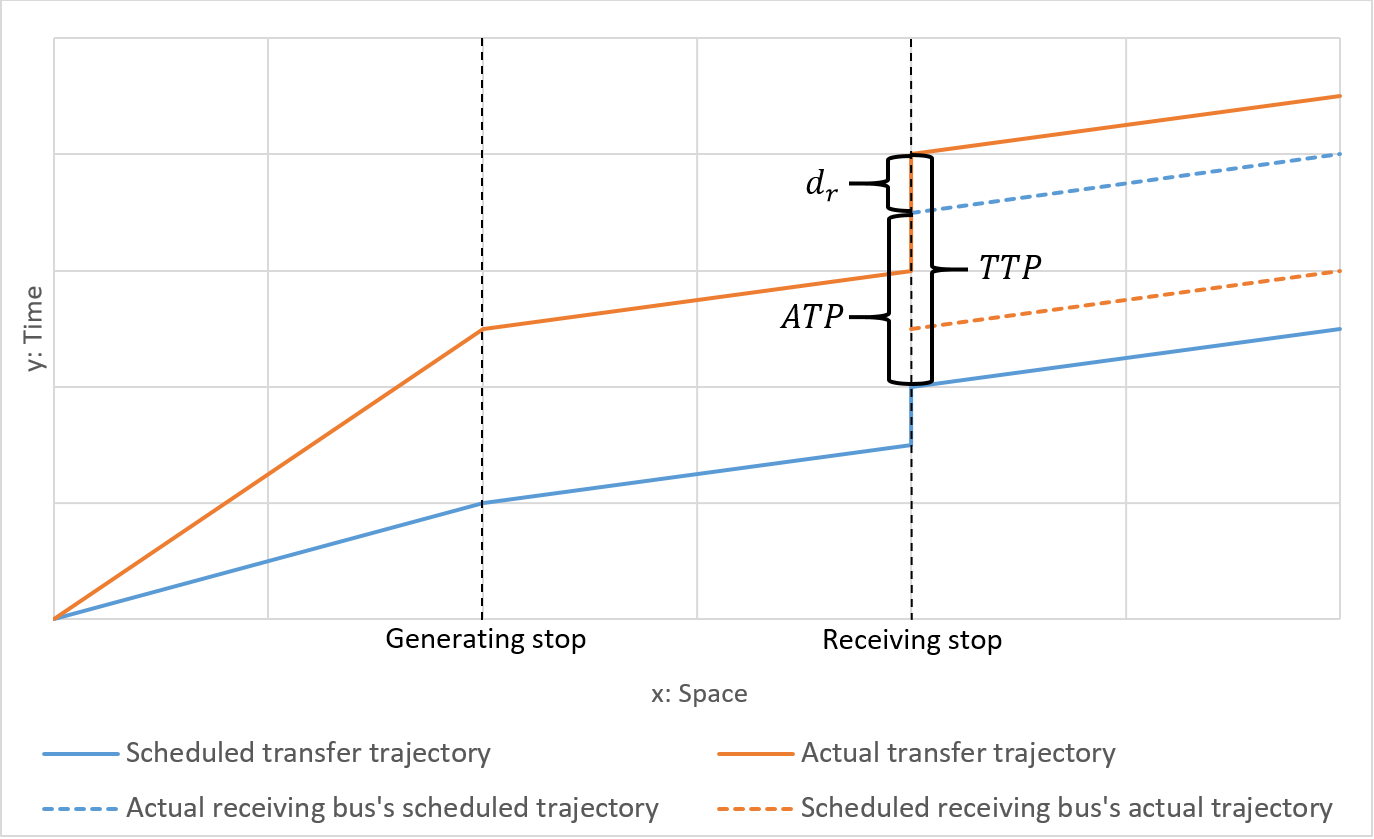 d_r
TTP
ATP
y: Time
Generating stop
Receiving stop
x: Space
Scheduled transfer trajectory
Actual transfer trajectory
Actual receiving bus's scheduled trajectory
Scheduled receiving bus's actual trajectory